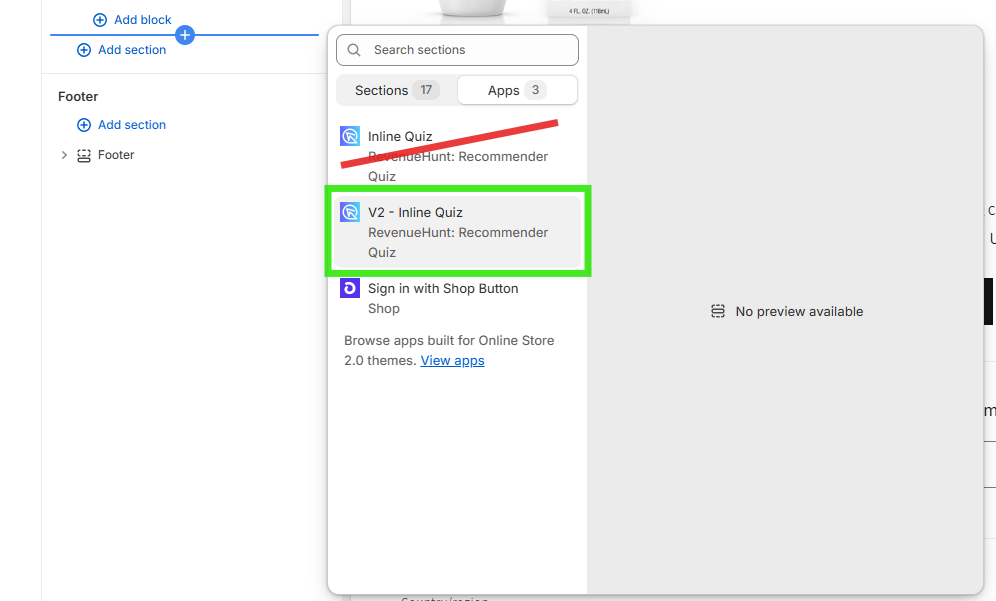 Add block
Add section
Footer
Add section
Footer
4 FL. OZ. (118mL)
Search sections
Sections 17
Apps 3
Inline Quiz
RevenueHunt: Recommender
Quiz
V2 - Inline Quiz
RevenueHunt: Recommender
Quiz
Sign in with Shop Button
Shop
Browse apps built for Online Store
2.0 themes. View apps
No preview available
Country/region